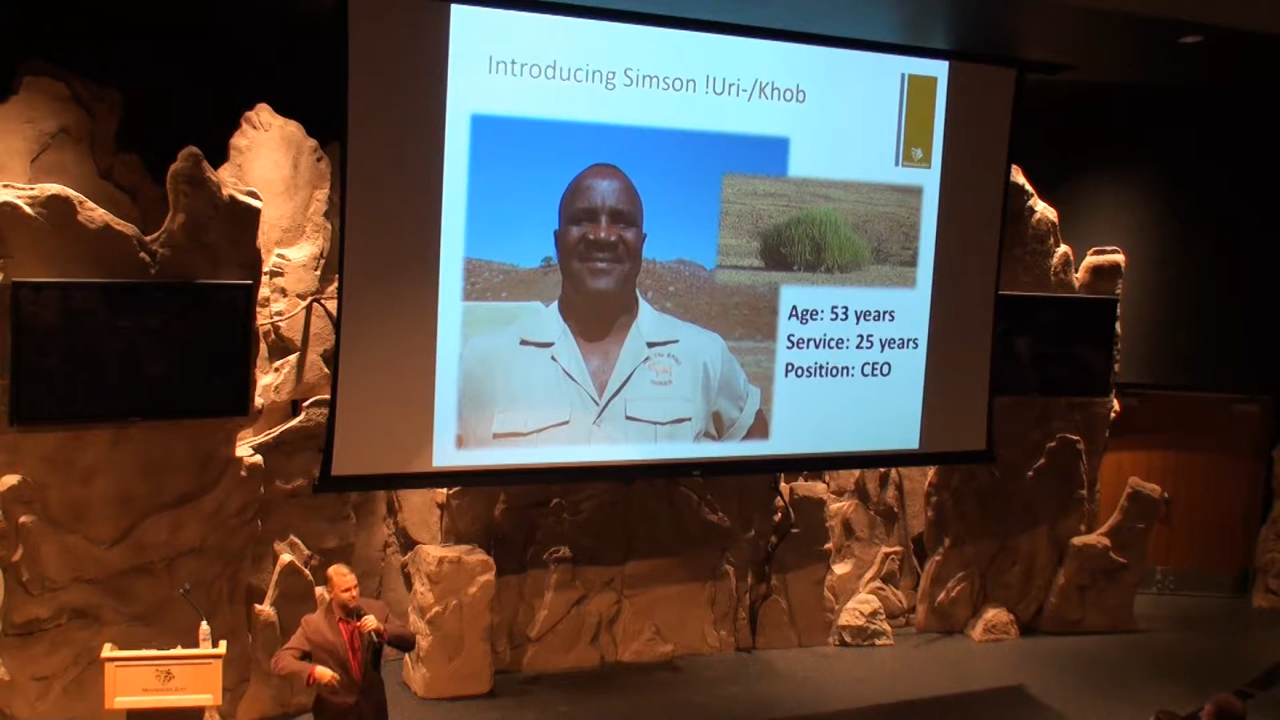 Introducing Simson !Uri-/Khob
Age: 53 years
Service: 25 years
Position: CEO